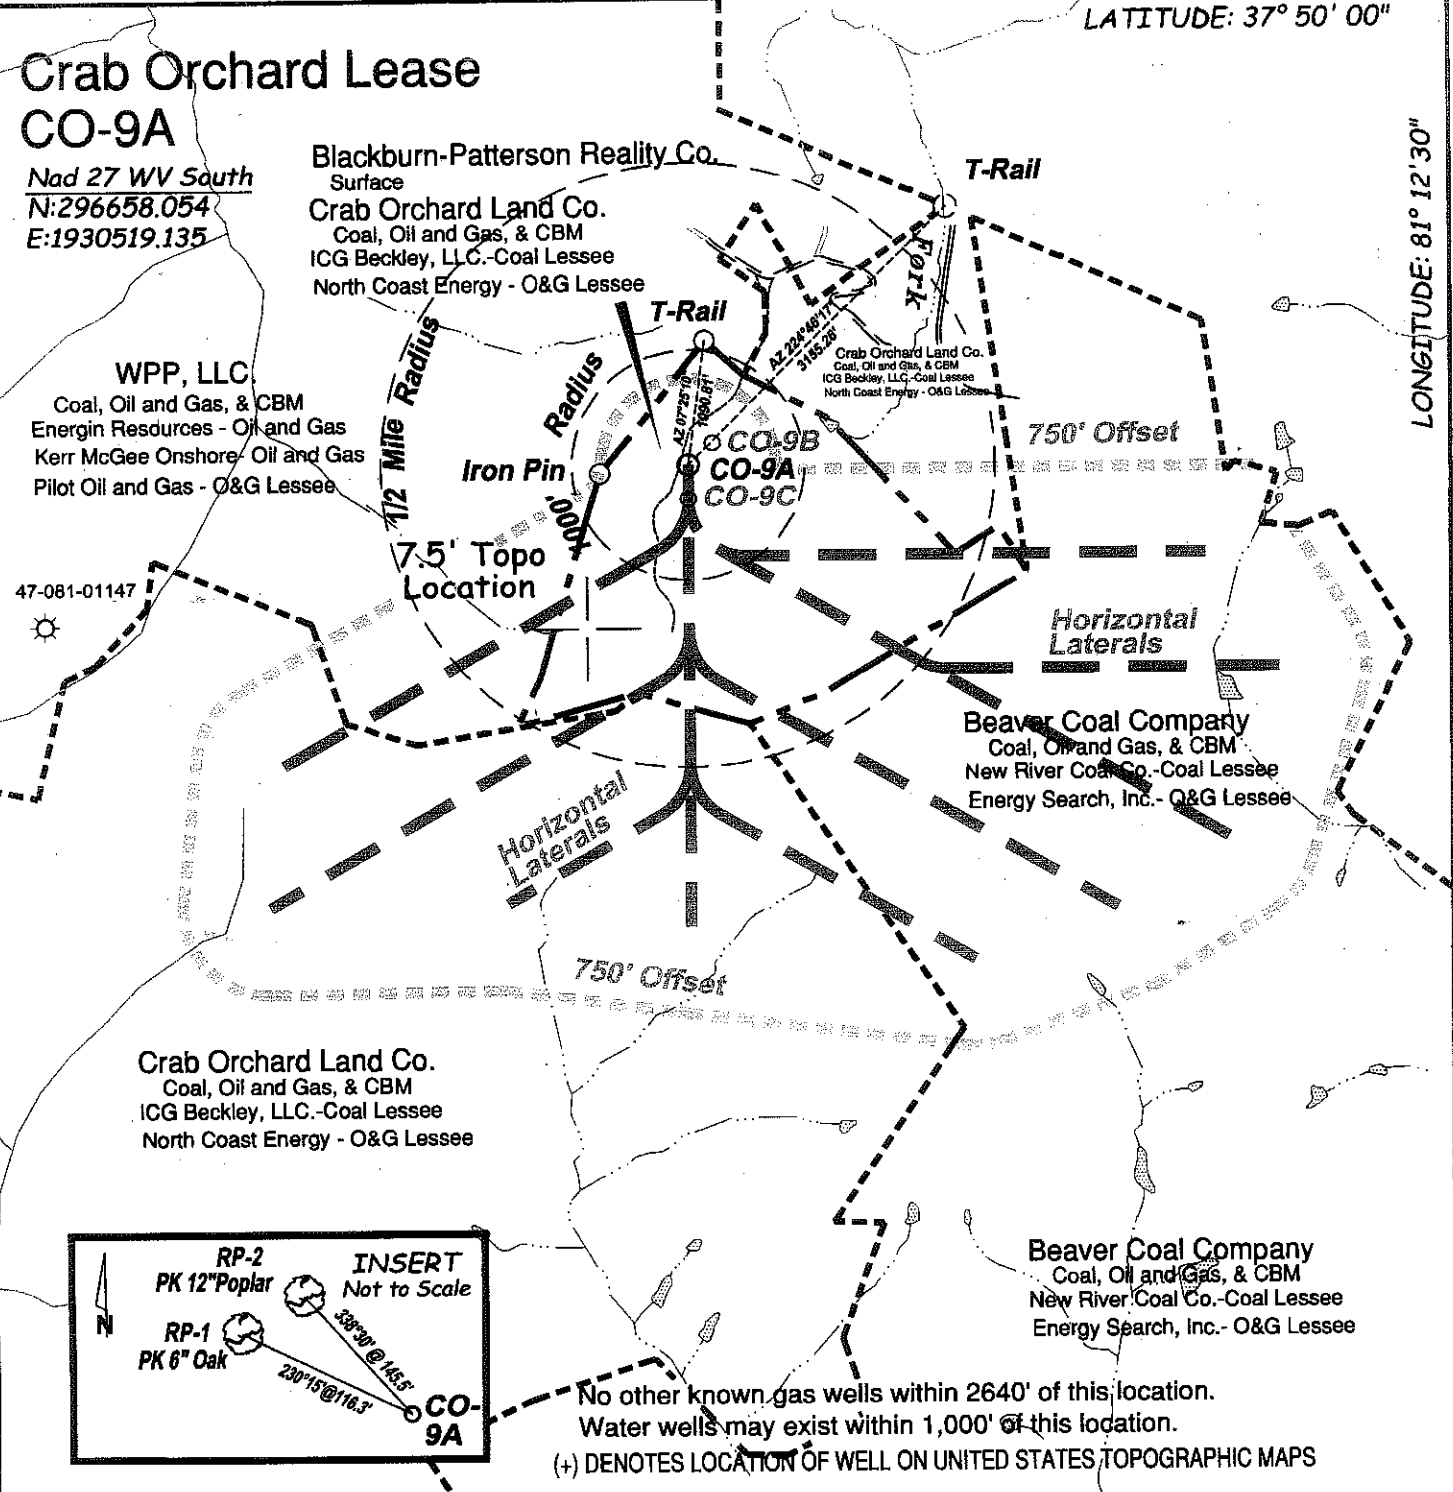 LATITUDE: 37° 50' 00"
Crab Orchard Lease
CO-9A
Nad 27 WV South
N:296658.054
E:1930519.135
LONGITUDE: 81° 12'30"
Blackburn-Patterson Reality Co.
Surface
Crab Orchard Land Co.
Coal, Oil and Gas, & CBM
ICG Beckley, LLC.-Coal Lessee
North Coast Energy - O&G Lessee
T-Rail
Fork
T-Rail
AZ 224°48'17"
3155.28'
Crab Orchard Land Co.
Coal, Oil and Gas, & CBM
ICG Beckley, LLC.-Coal Lessee
North Coast Energy - O&G Lessee
1/2 Mile Radius
1000' Radius
AZ 07°25'10"
1090.81'
WPP, LLC
Coal, Oil and Gas, & CBM
Energin Resdurces - Oil and Gas
Kerr McGee Onshore- Oil and Gas
Pilot Oil and Gas - O&G Lessee
Iron Pin
CO-9B
CO-9A
CO-9C
750' Offset
7.5' Topo
Location
47-081-01147
Horizontal
Laterals
Beaver Coal Company
Coal, Oil and Gas, & CBM
New River Coal Co.-Coal Lessee
Energy Search, Inc.- O&G Lessee
Horizontal
Laterals
750' Offset
Crab Orchard Land Co.
Coal, Oil and Gas, & CBM
ICG Beckley, LLC.-Coal Lessee
North Coast Energy - O&G Lessee
INSERT
Not to Scale
N
RP-2
PK 12"Poplar
RP-1
PK 6" Oak
338°30' @ 145.5'
230°15'@116.3'
CO-
9A
Beaver Coal Company
Coal, Oil and Gas, & CBM
New River Coal Co.-Coal Lessee
Energy Search, Inc.- O&G Lessee
No other known gas wells within 2640' of this location.
Water wells may exist within 1,000' of this location.
(+) DENOTES LOCATION OF WELL ON UNITED STATES TOPOGRAPHIC MAPS